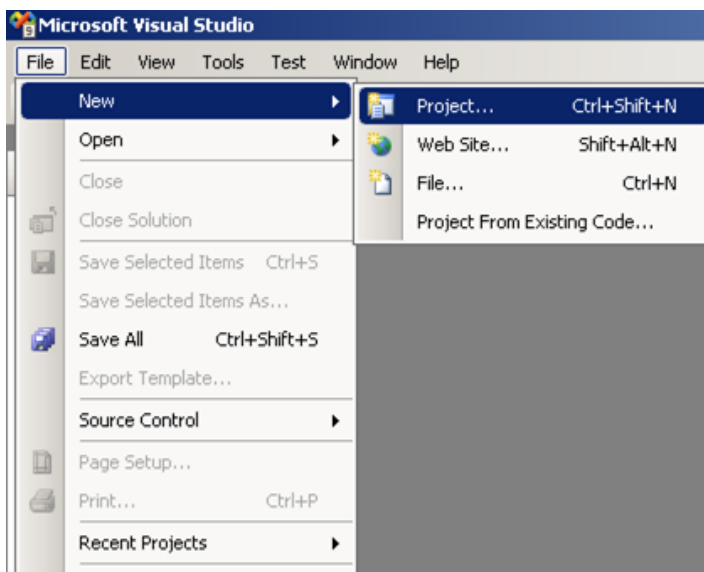 Microsoft Visual Studio
File Edit View Tools Test Window Help
New
Project... Ctrl+Shift+N
Open
Web Site... Shift+Alt+N
Close
File... Ctrl+N
Close Solution
Project From Existing Code...
Save Selected Items Ctrl+S
Save Selected Items As...
Save All Ctrl+Shift+S
Export Template...
Source Control
Page Setup...
Print... Ctrl+P
Recent Projects